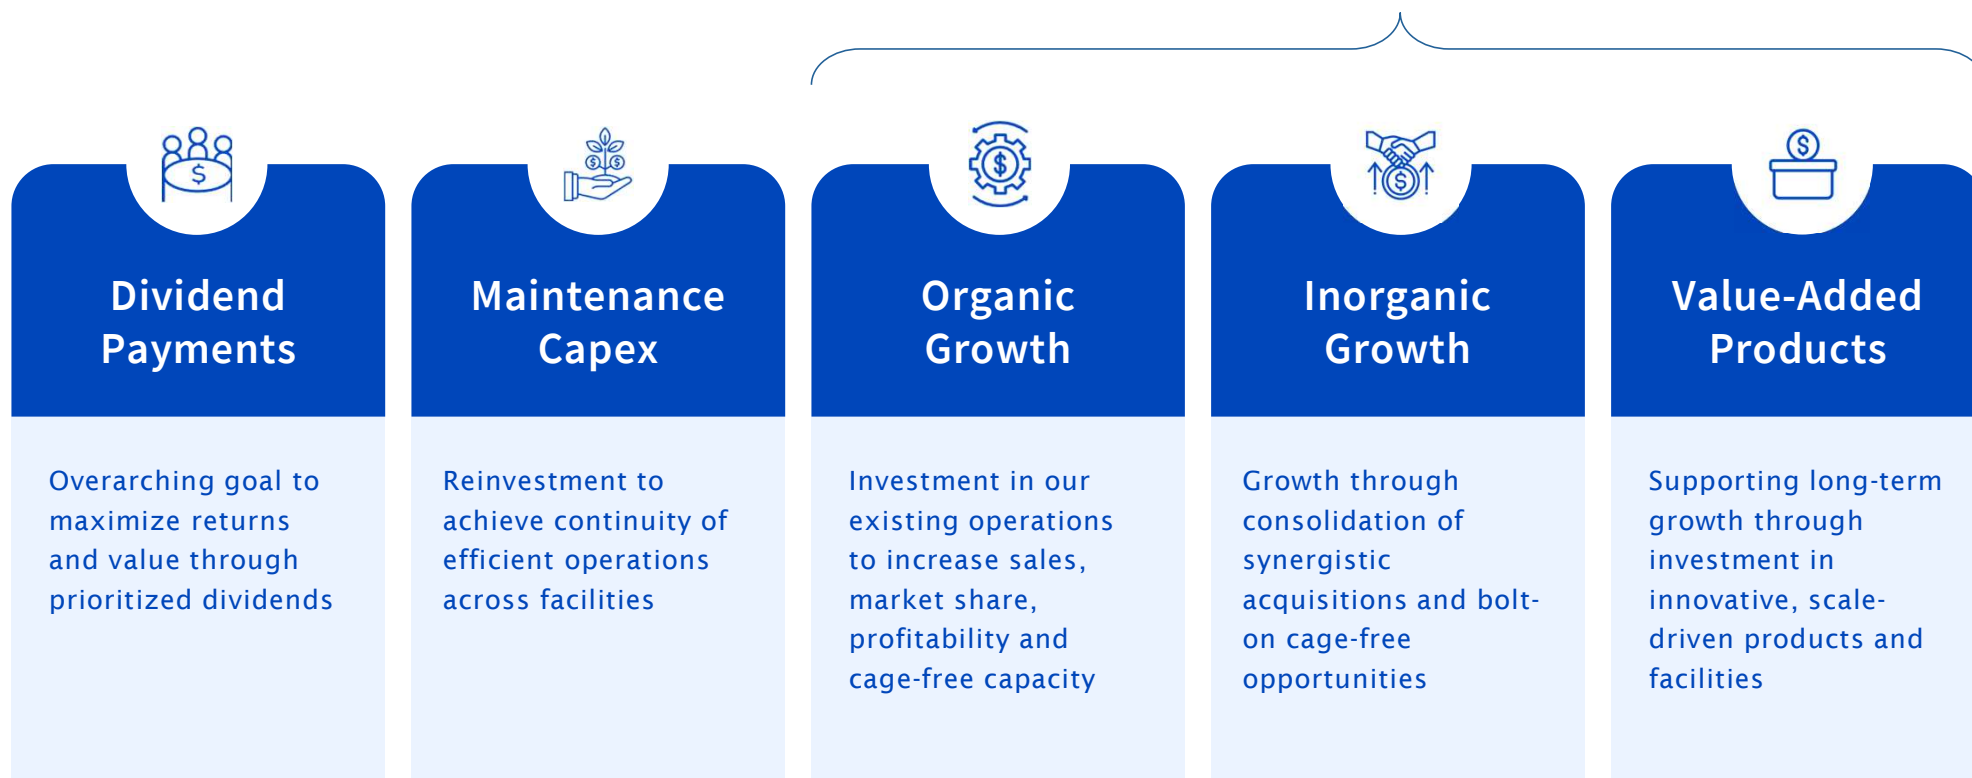 Dividend
Payments
Overarching goal to
maximize returns
and value through
prioritized dividends
Maintenance
Capex
Reinvestment to
achieve continuity of
efficient operations
across facilities
Organic
Growth
Investment in our
existing operations
to increase sales,
market share,
profitability and
cage-free capacity
Inorganic
Growth
Growth through
consolidation of
synergistic
acquisitions and bolt-
on cage-free
opportunities
Value-Added
Products
Supporting long-term
growth through
investment in
innovative, scale-
driven products and
facilities